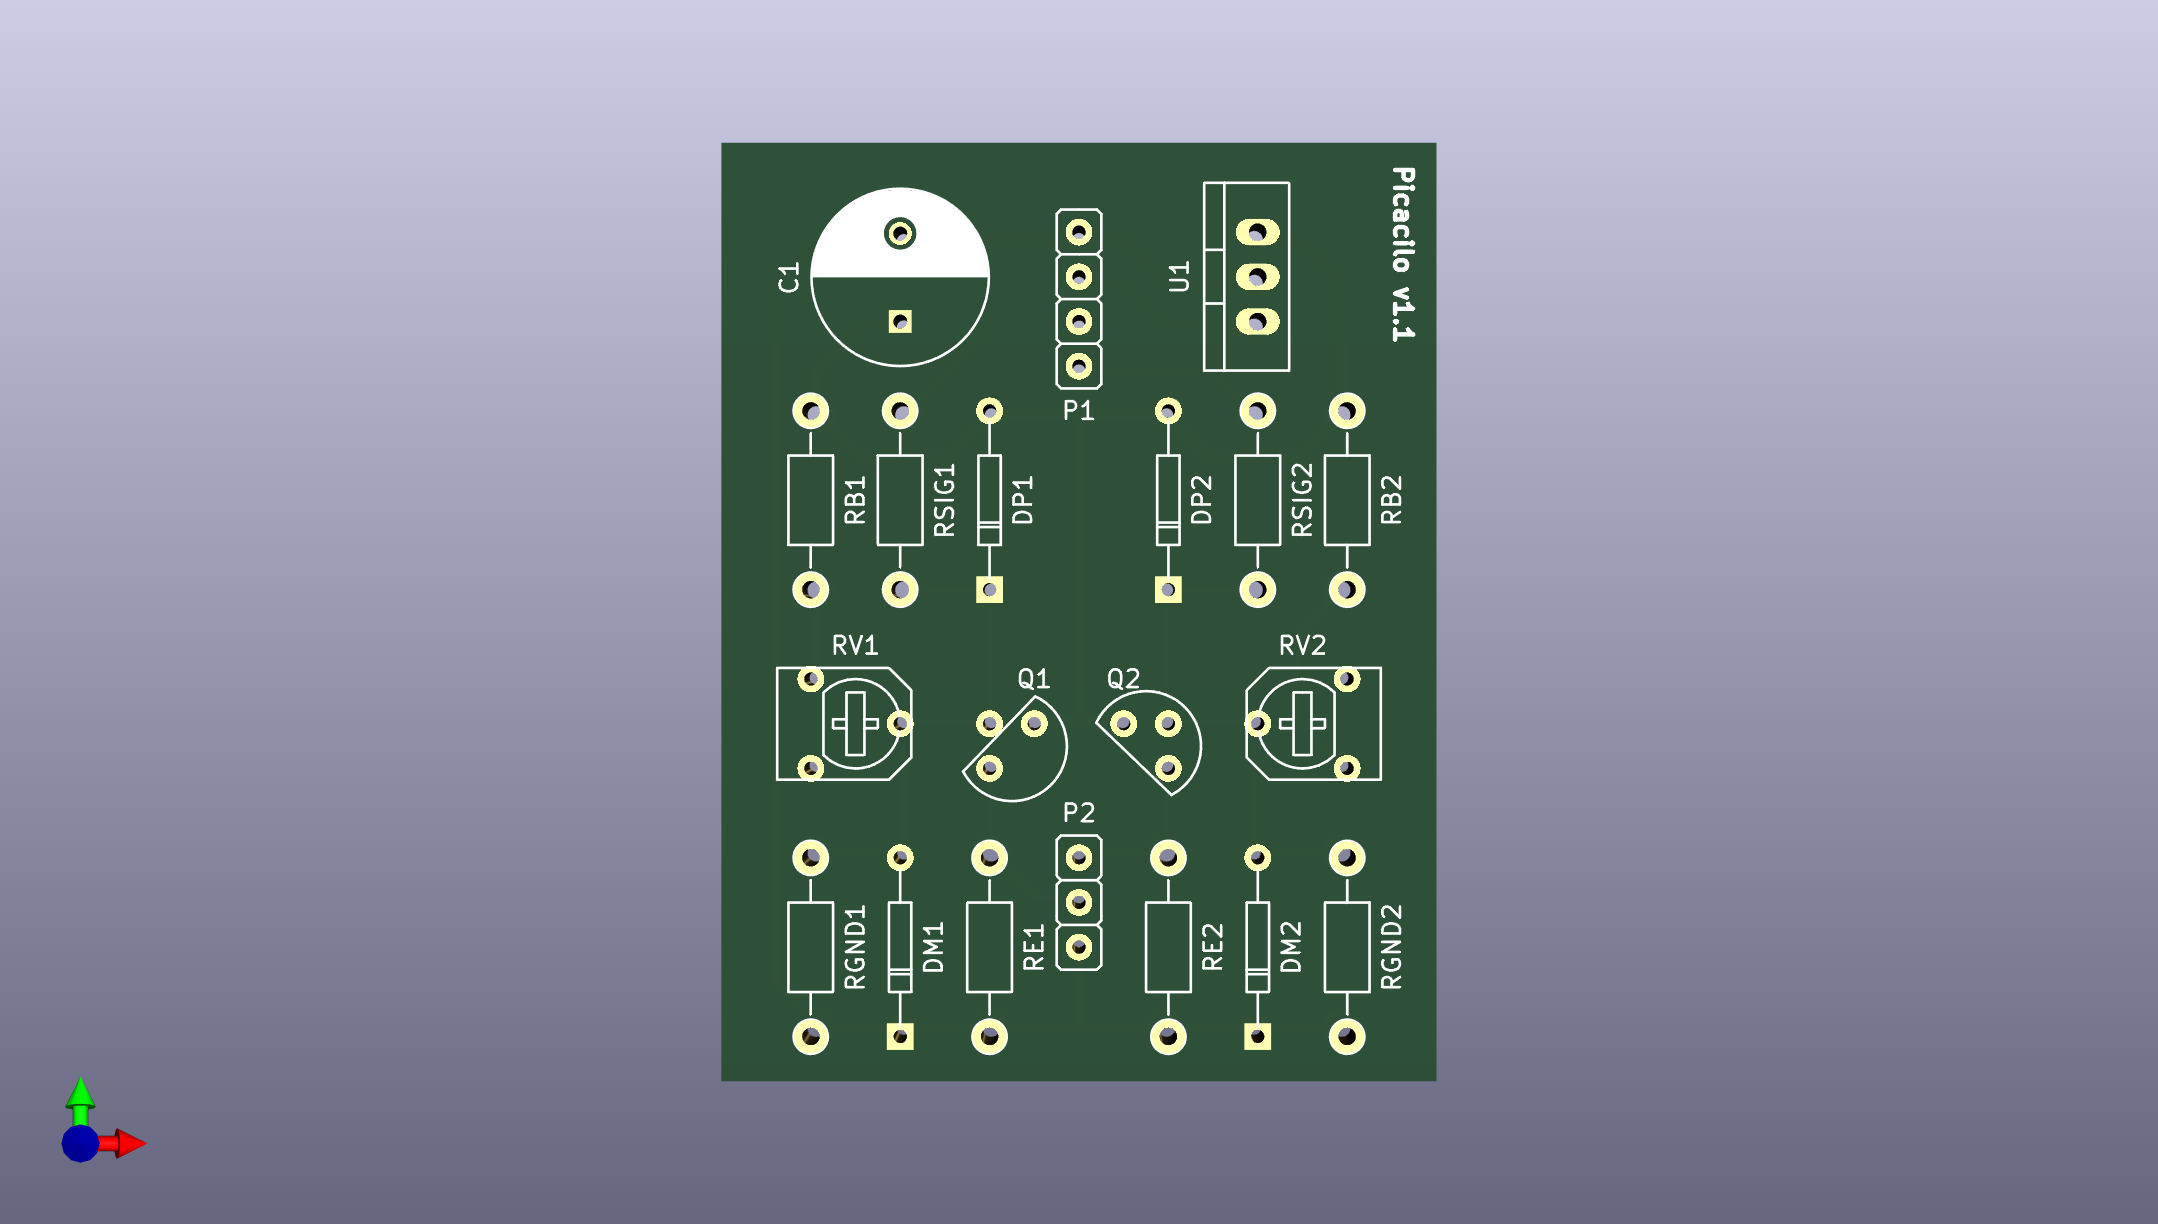 Picacilo v1.1
C1
U1
P1
RB1
RSIG1
DP1
DP2
RSIG2
RB2
RV1
RV2
Q1
Q2
P2
RGND1
DM1
RE1
RE2
DM2
RGND2